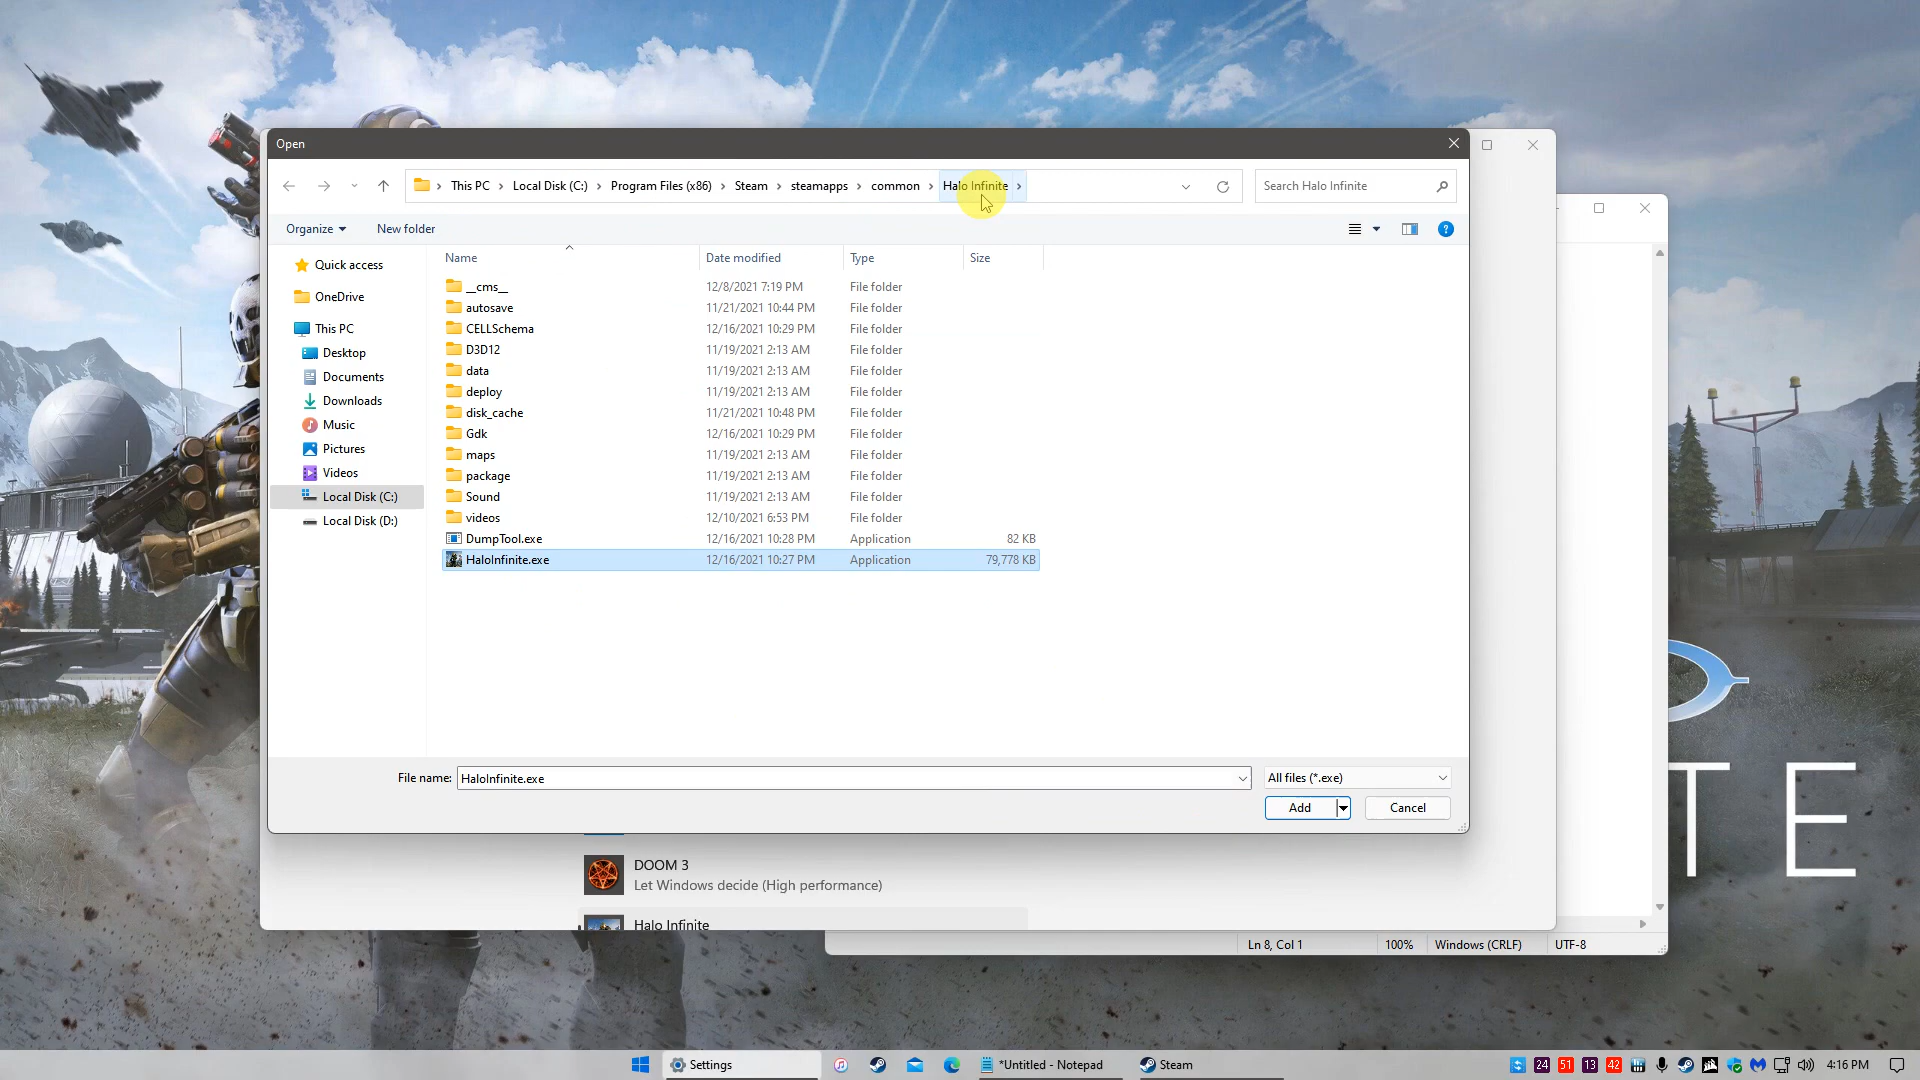 Open
This PC
Local Disk (C:)
Program Files (x86)
Steam
steamapps
common
Halo Infinite
Search Halo Infinite
Organize
New folder
Name
Date modified
Type
Size
Quick access
OneDrive
This PC
Desktop
Documents
Downloads
Music
Pictures
Videos
Local Disk (C:)
Local Disk (D:)
__cms__ 12/8/2021 7:19 PM File folder
autosave 11/21/2021 10:44 PM File folder
CELLSchema 12/16/2021 10:29 PM File folder
D3D12 11/19/2021 2:13 AM File folder
data 11/19/2021 2:13 AM File folder
deploy 11/19/2021 2:13 AM File folder
disk_cache 11/21/2021 10:48 PM File folder
Gdk 12/16/2021 10:29 PM File folder
maps 11/19/2021 2:13 AM File folder
package 11/19/2021 2:13 AM File folder
Sound 11/19/2021 2:13 AM File folder
videos 12/10/2021 6:53 PM File folder
DumpTool.exe 12/16/2021 10:28 PM Application 82 KB
HaloInfinite.exe 12/16/2021 10:27 PM Application 79,778 KB
File name: HaloInfinite.exe
All files (*.exe)
Add
Cancel
DOOM 3
Let Windows decide (High performance)
Halo Infinite
Ln 8, Col 1
100%
Windows (CRLF)
UTF-8
TE
Settings
*Untitled - Notepad
Steam
24
51
13
42
4:16 PM